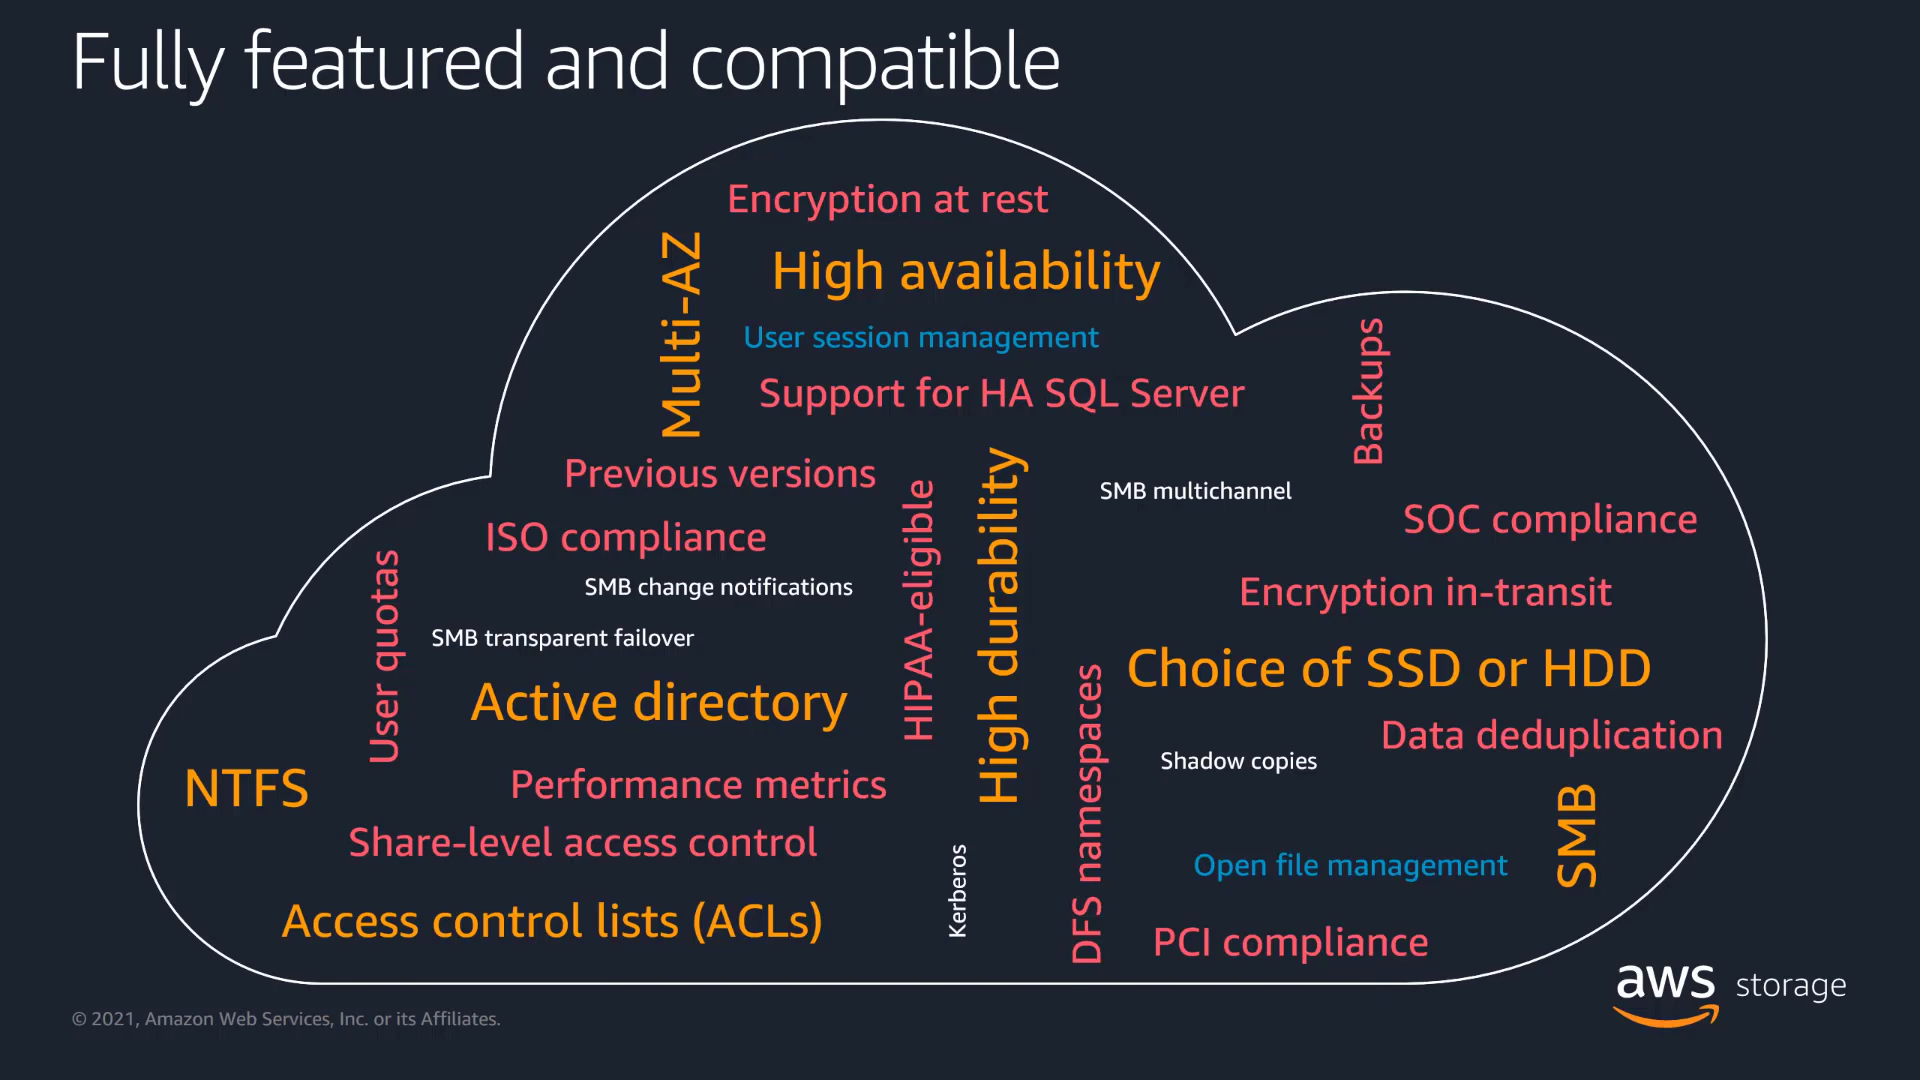 Fully featured and compatible
Encryption at rest
Multi-AZ
High availability
User session management
Support for HA SQL Server
Backups
Previous versions
HIPAA-eligible
High durability
SMB multichannel
SOC compliance
ISO compliance
User quotas
SMB change notifications
Encryption in-transit
SMB transparent failover
Choice of SSD or HDD
Active directory
DFS namespaces
Data deduplication
Shadow copies
NTFS
Performance metrics
SMB
Share-level access control
Kerberos
Open file management
Access control lists (ACLs)
PCI compliance
aws storage
© 2021, Amazon Web Services, Inc. or its Affiliates.